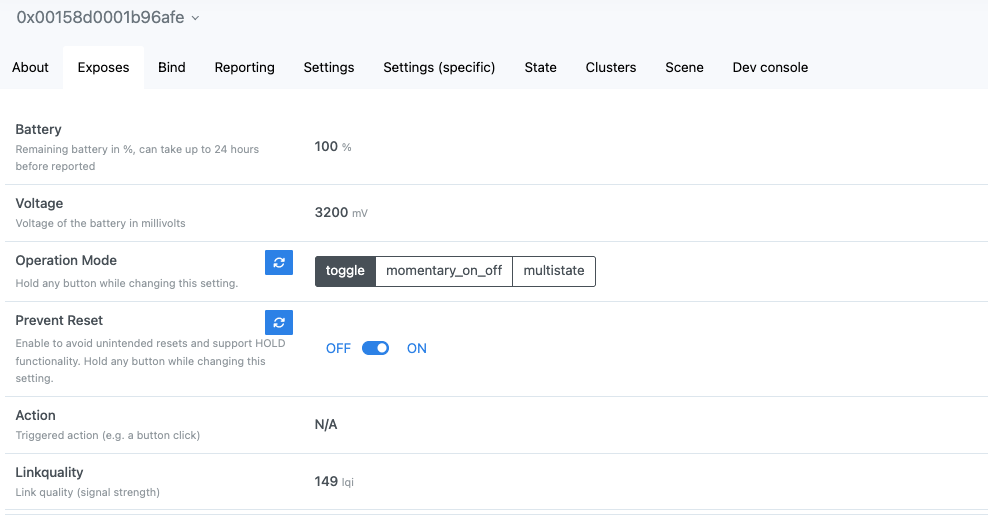 0x00158d0001b96afe
About Exposes Bind Reporting Settings Settings (specific) State Clusters Scene Dev console
Battery
Remaining battery in %, can take up to 24 hours
before reported
100 %
Voltage
Voltage of the battery in millivolts
3200 mV
Operation Mode
Hold any button while changing this setting.
toggle momentary_on_off multistate
Prevent Reset
Enable to avoid unintended resets and support HOLD
functionality. Hold any button while changing this
setting.
OFF ON
Action
Triggered action (e.g. a button click)
N/A
Linkquality
Link quality (signal strength)
149 lqi